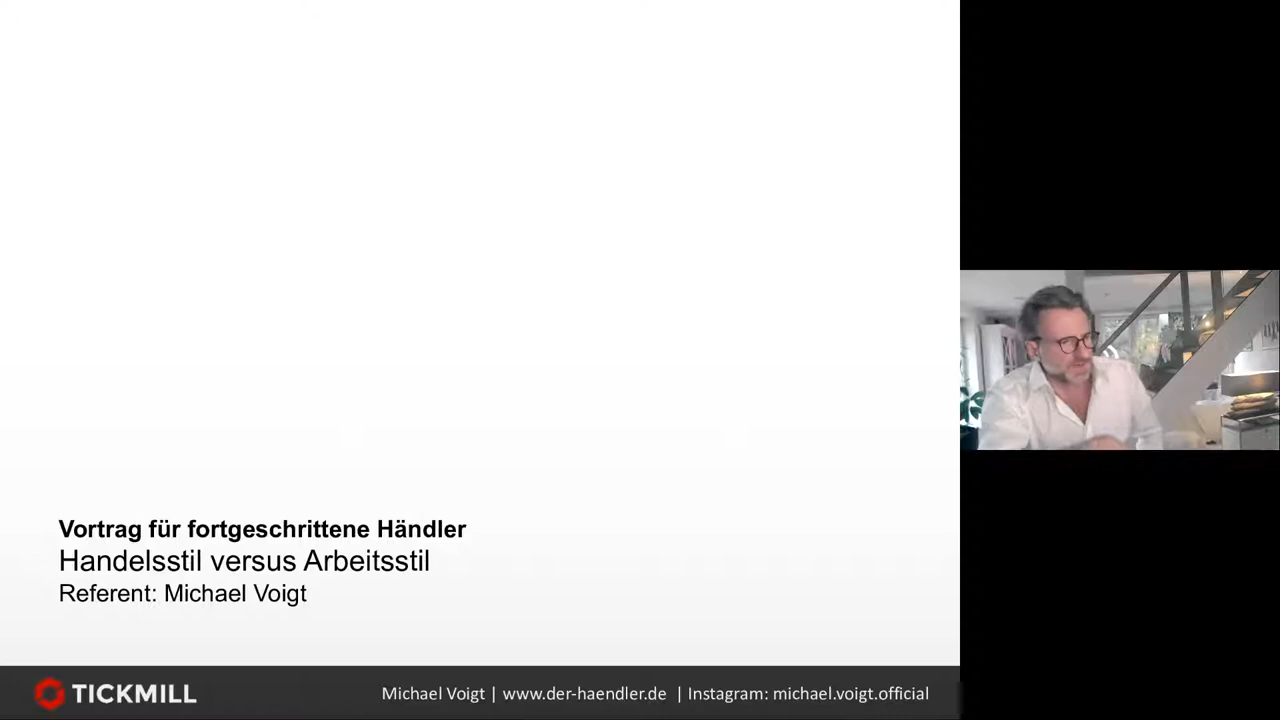 Vortrag für fortgeschrittene Händler
Handelsstil versus Arbeitsstil
Referent: Michael Voigt
TICKMILL
Michael Voigt | www.der-haendler.de | Instagram: michael.voigt.official